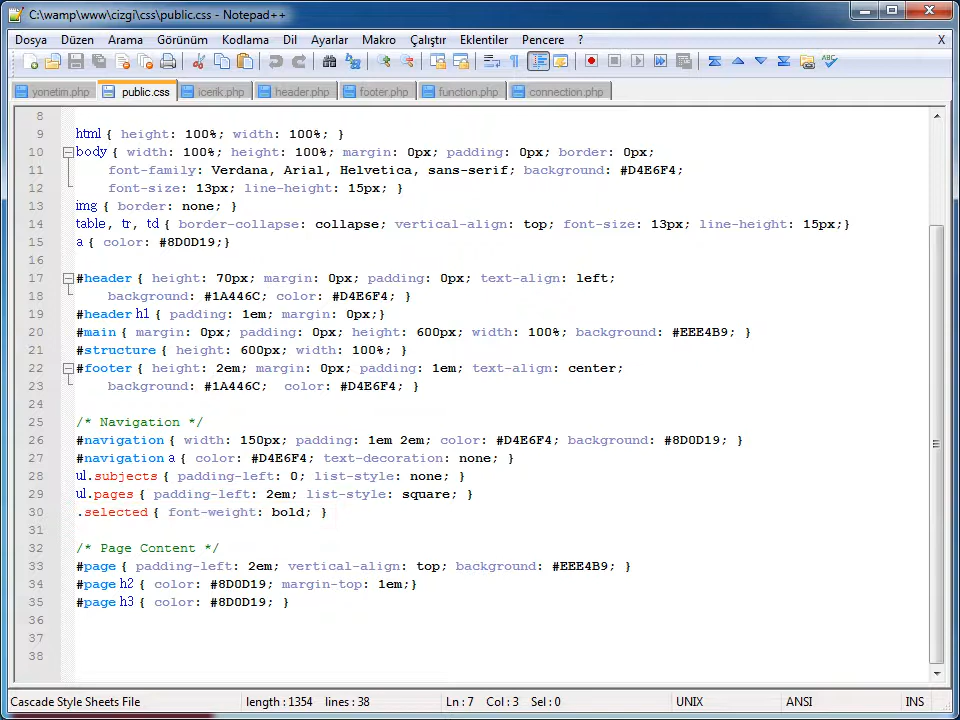 C:\wamp\www\cizgi\css\public.css - Notepad++
Dosya Düzen Arama Görünüm Kodlama Dil Ayarlar Makro Çalıştır Eklentiler Pencere ? X
yonetim.php public.css icerik.php header.php footer.php function.php connection.php
8
9 html { height: 100%; width: 100%; }
10 body { width: 100%; height: 100%; margin: 0px; padding: 0px; border: 0px;
11 font-family: Verdana, Arial, Helvetica, sans-serif; background: #D4E6F4;
12 font-size: 13px; line-height: 15px; }
13 img { border: none; }
14 table, tr, td { border-collapse: collapse; vertical-align: top; font-size: 13px; line-height: 15px;}
15 a { color: #8D0D19;}
16
17 #header { height: 70px; margin: 0px; padding: 0px; text-align: left;
18 background: #1A446C; color: #D4E6F4; }
19 #header h1 { padding: 1em; margin: 0px;}
20 #main { margin: 0px; padding: 0px; height: 600px; width: 100%; background: #EEE4B9; }
21 #structure { height: 600px; width: 100%; }
22 #footer { height: 2em; margin: 0px; padding: 1em; text-align: center;
23 background: #1A446C; color: #D4E6F4; }
24
25 /* Navigation */
26 #navigation { width: 150px; padding: 1em 2em; color: #D4E6F4; background: #8D0D19; }
27 #navigation a { color: #D4E6F4; text-decoration: none; }
28 ul.subjects { padding-left: 0; list-style: none; }
29 ul.pages { padding-left: 2em; list-style: square; }
30 .selected { font-weight: bold; }
31
32 /* Page Content */
33 #page { padding-left: 2em; vertical-align: top; background: #EEE4B9; }
34 #page h2 { color: #8D0D19; margin-top: 1em;}
35 #page h3 { color: #8D0D19; }
36
37
38
Cascade Style Sheets File length : 1354 lines : 38 Ln : 7 Col : 3 Sel : 0 UNIX ANSI INS